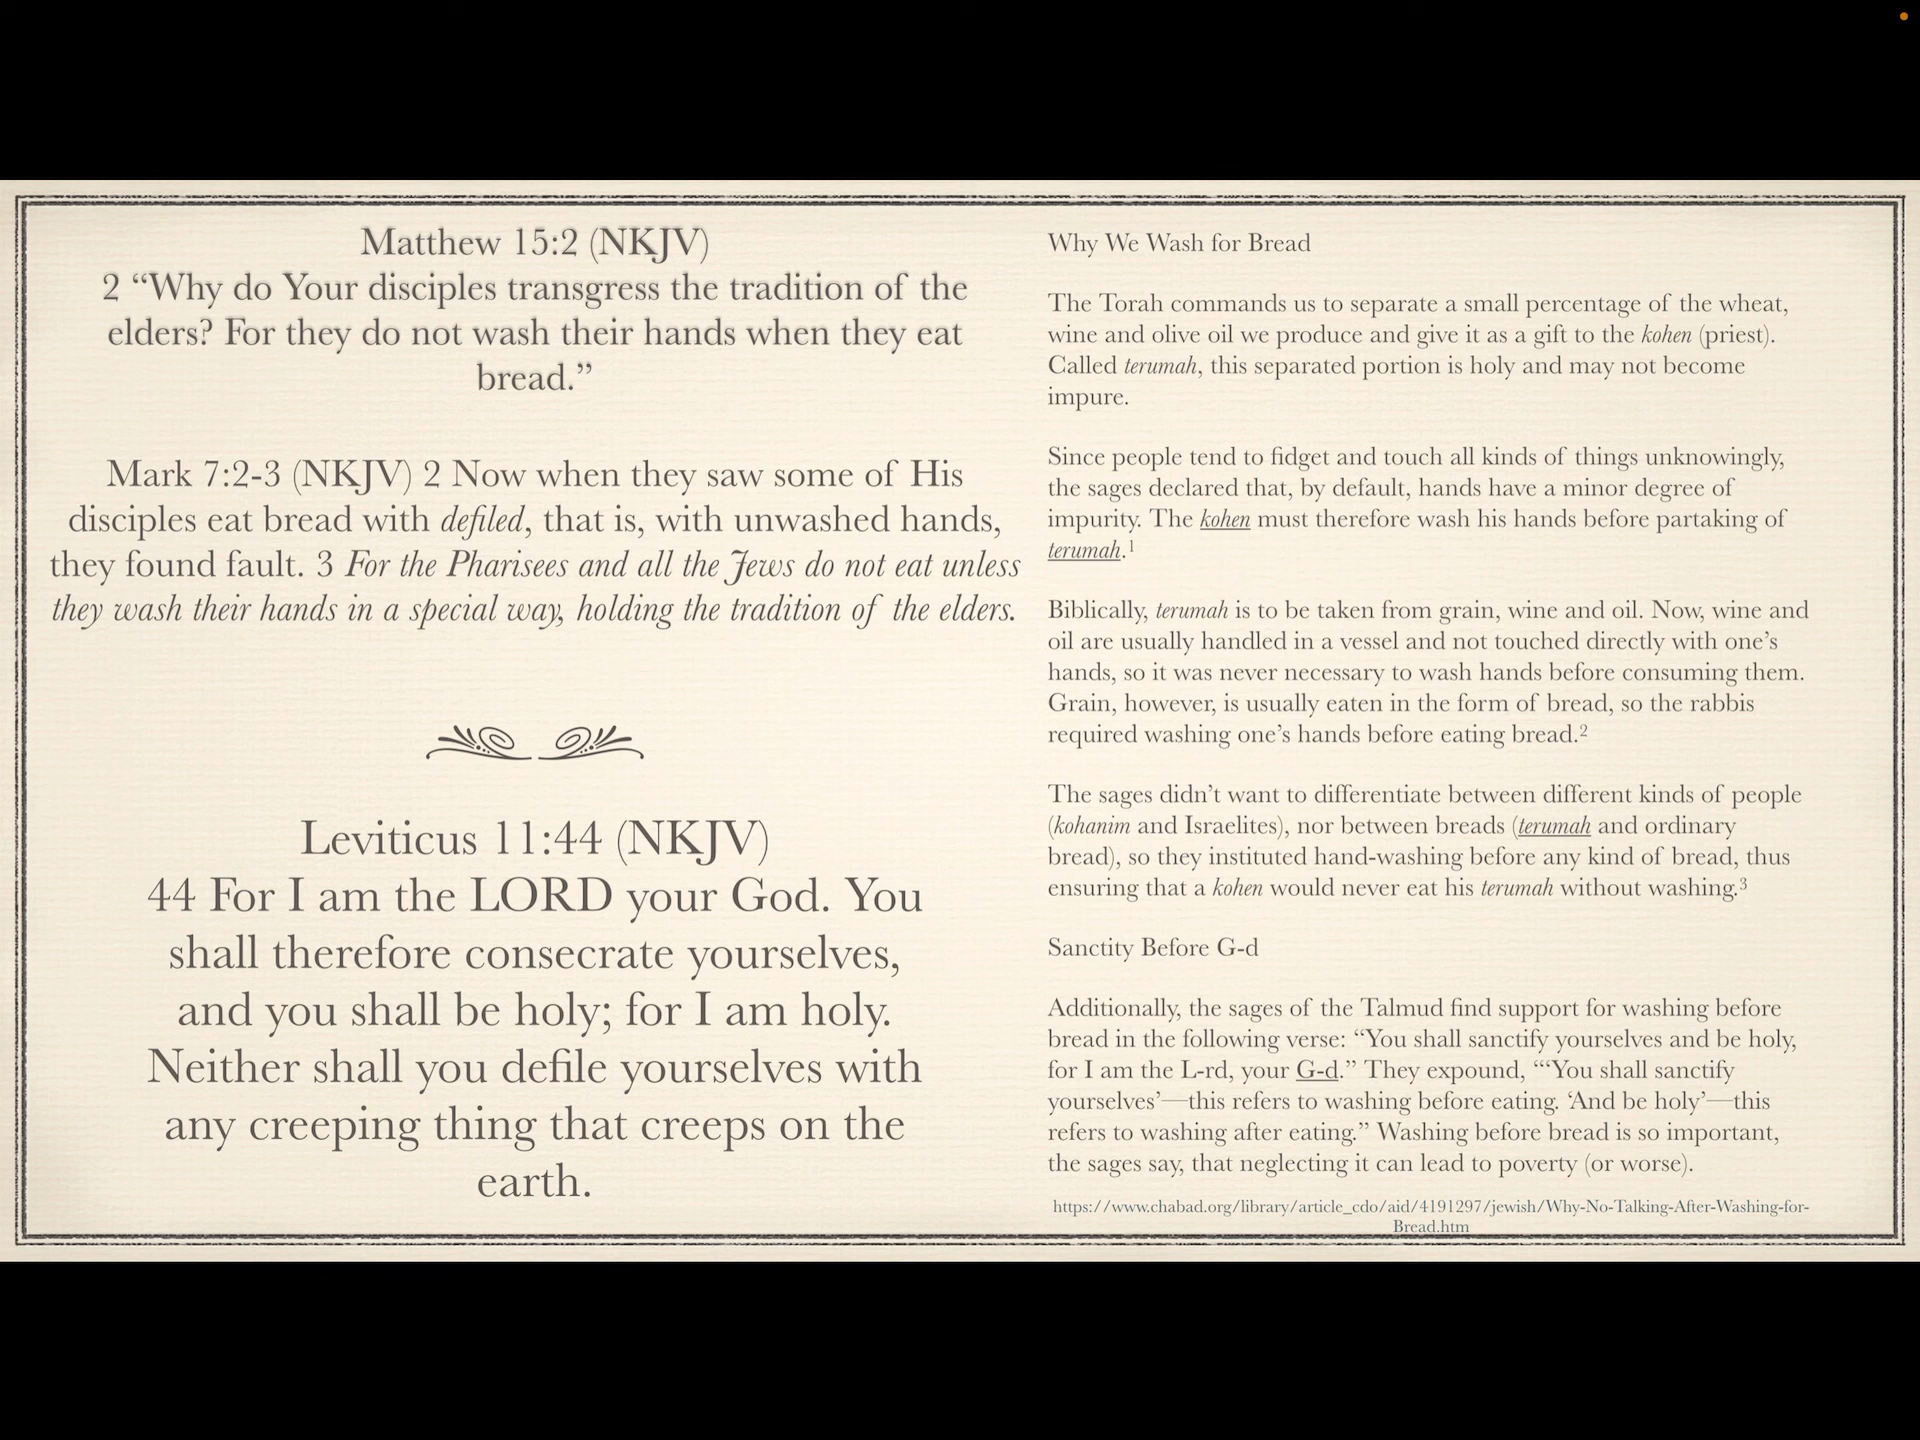 Matthew 15:2 (NKJV)
2 “Why do Your disciples transgress the tradition of the
elders? For they do not wash their hands when they eat
bread.”
Mark 7:2-3 (NKJV) 2 Now when they saw some of His
disciples eat bread with defiled, that is, with unwashed hands,
they found fault. 3 For the Pharisees and all the Jews do not eat unless
they wash their hands in a special way, holding the tradition of the elders.
Leviticus 11:44 (NKJV)
44 For I am the LORD your God. You
shall therefore consecrate yourselves,
and you shall be holy; for I am holy.
Neither shall you defile yourselves with
any creeping thing that creeps on the
earth.
Why We Wash for Bread
The Torah commands us to separate a small percentage of the wheat,
wine and olive oil we produce and give it as a gift to the kohen (priest).
Called terumah, this separated portion is holy and may not become
impure.
Since people tend to fidget and touch all kinds of things unknowingly,
the sages declared that, by default, hands have a minor degree of
impurity. The kohen must therefore wash his hands before partaking of
terumah.1
Biblically, terumah is to be taken from grain, wine and oil. Now, wine and
oil are usually handled in a vessel and not touched directly with one’s
hands, so it was never necessary to wash hands before consuming them.
Grain, however, is usually eaten in the form of bread, so the rabbis
required washing one’s hands before eating bread.2
The sages didn’t want to differentiate between different kinds of people
(kohanim and Israelites), nor between breads (terumah and ordinary
bread), so they instituted hand-washing before any kind of bread, thus
ensuring that a kohen would never eat his terumah without washing.3
Sanctity Before G-d
Additionally, the sages of the Talmud find support for washing before
bread in the following verse: “You shall sanctify yourselves and be holy,
for I am the L-rd, your G-d.” They expound, “‘You shall sanctify
yourselves’—this refers to washing before eating. ‘And be holy’—this
refers to washing after eating.” Washing before bread is so important,
the sages say, that neglecting it can lead to poverty (or worse).
https://www.chabad.org/library/article_cdo/aid/4191297/jewish/Why-No-Talking-After-Washing-for-
Bread.htm